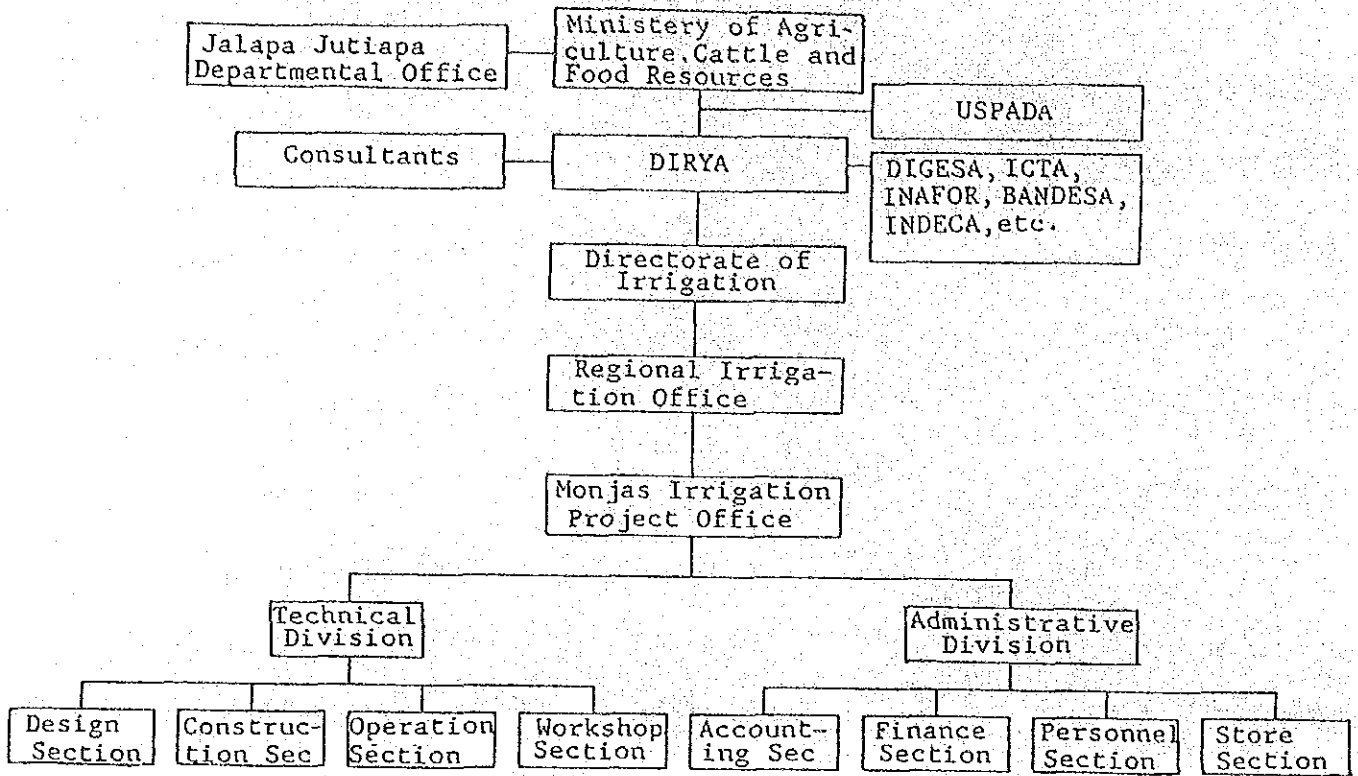 Jalapa Jutiapa
Departmental Office
Ministery of Agri-
culture.Cattle and
Food Resources
USPADA
Consultants
DIRYA
DIGESA, ICTA,
INAFOR, BANDESA,
INDECA,etc.
Directorate of
Irrigation
Regional Irriga-
tion Office
Monjas Irrigation
Project Office
Technical
Division
Administrative
Division
Design
Section
Construc-
tion Sec
Operation
Section
Workshop
Section
Account-
ing Sec
Finance
Section
Personnel
Section
Store
Section